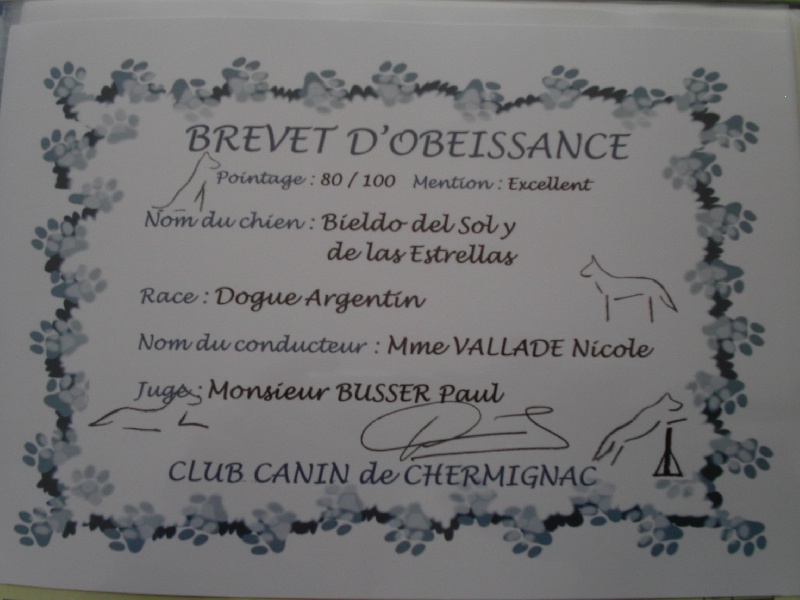 BREVET D'OBEISSANCE
Pointage : 80 / 100 Mention : Excellent
Nom du chien : Bieldo del Sol y
de las Estrellas
Race : Dogue Argentin
Nom du conducteur : Mme VALLADE Nicole
Juge : Monsieur BUSSER Paul
CLUB CANIN de CHERMIGNAC